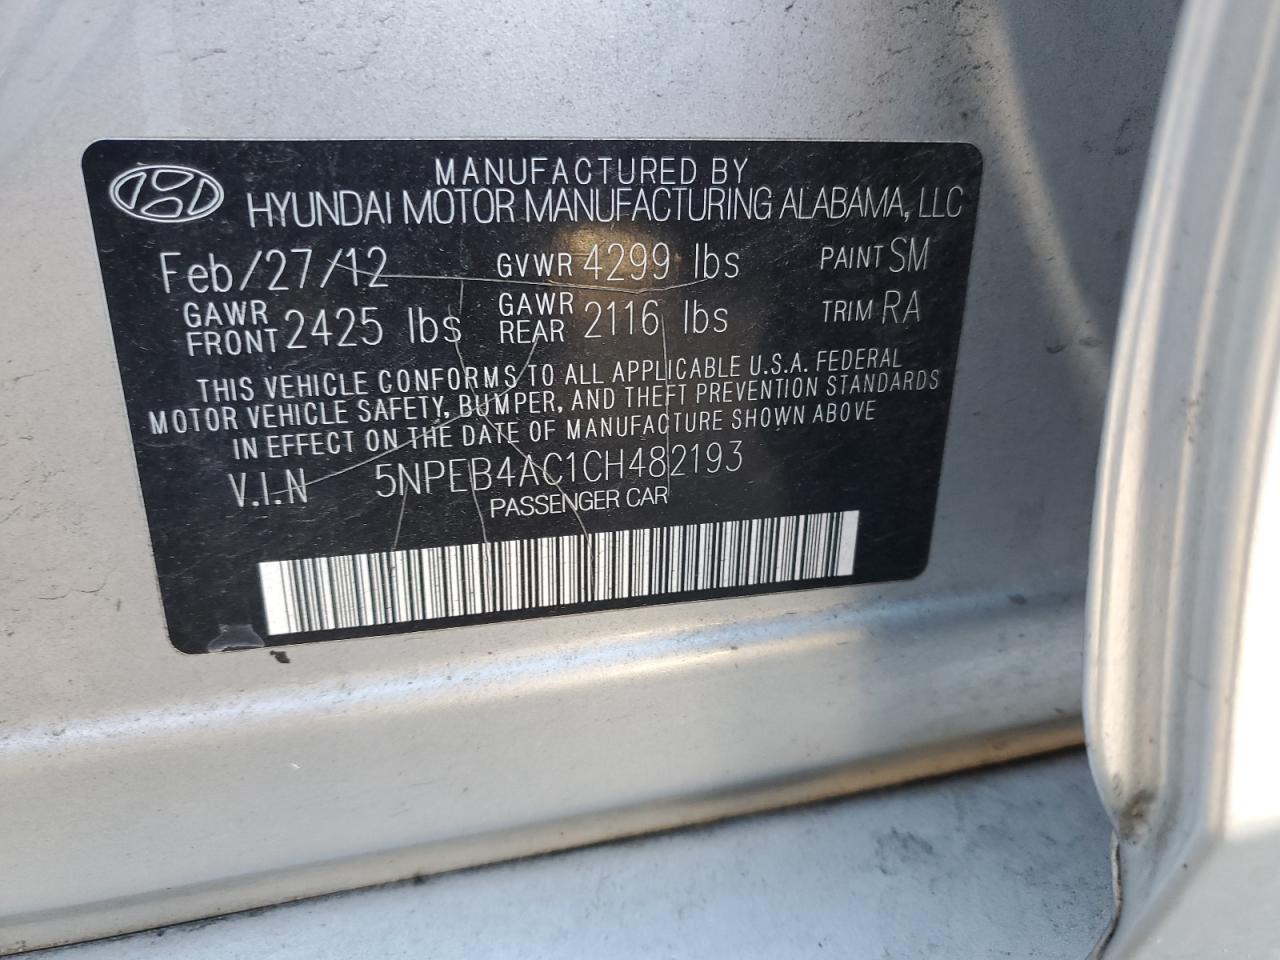 MANUFACTURED BY
HYUNDAI MOTOR MANUFACTURING ALABAMA, LLC
Feb/27/12 GVWR 4299 lbs PAINT SM
GAWR FRONT 2425 lbs GAWR REAR 2116 lbs TRIM RA
THIS VEHICLE CONFORMS TO ALL APPLICABLE U.S.A. FEDERAL
MOTOR VEHICLE SAFETY, BUMPER, AND THEFT PREVENTION STANDARDS
IN EFFECT ON THE DATE OF MANUFACTURE SHOWN ABOVE
V.I.N 5NPEB4AC1CH482193
PASSENGER CAR